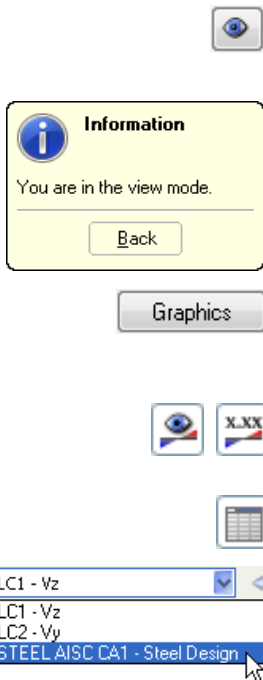 Information
You are in the view mode.
Back
Graphics
x.xx
LC1 - Vz
LC1 - Vz
LC2 - Vy
STEEL AISC CA1 - Steel Design